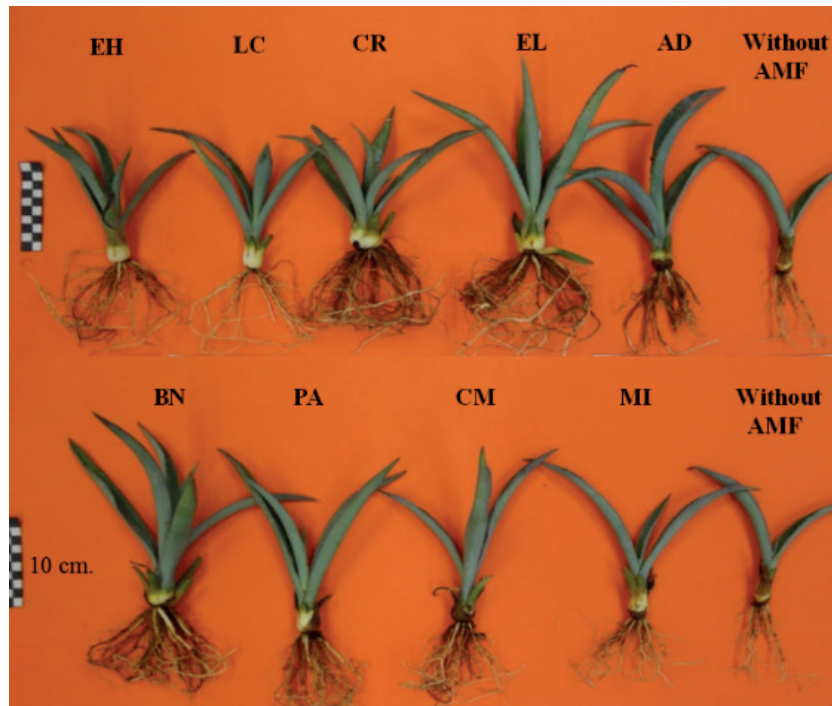 EH LC CR EL AD Without
AMF
BN PA CM MI Without
AMF
10 cm.